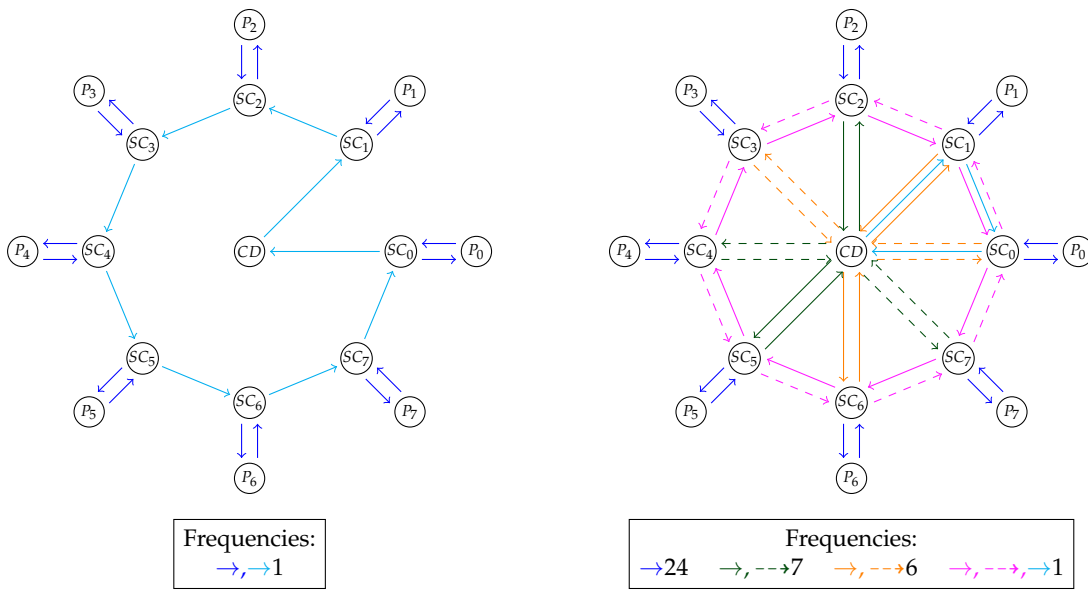 P2
P3
P1
SC2
SC3
SC1
P4
SC4
CD
SC0
P0
SC5
SC7
SC6
P5
P7
P6
Frequencies:
→,→1
P2
P3
P1
SC2
SC3
SC1
P4
SC4
CD
SC0
P0
SC5
SC7
SC6
P5
P7
P6
Frequencies:
→24 →,⇢7 →,⇢6 →,⇢,→1